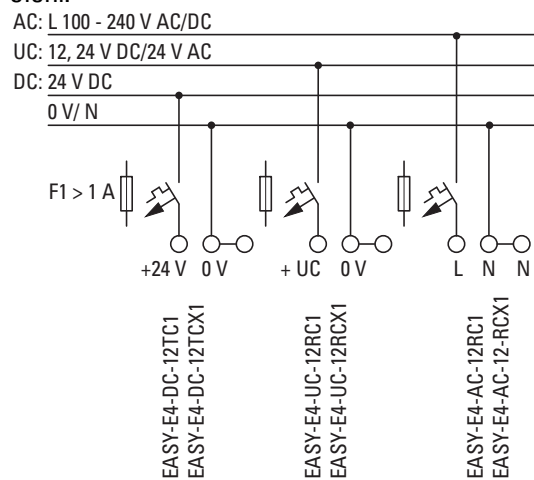 AC: L 100 - 240 V AC/DC
UC: 12, 24 V DC/24 V AC
DC: 24 V DC
0 V/ N
F1 > 1 A
+24 V 0 V
+ UC 0 V
L N N
EASY-E4-DC-12TC1
EASY-E4-DC-12TCX1
EASY-E4-UC-12RC1
EASY-E4-UC-12RCX1
EASY-E4-AC-12RC1
EASY-E4-AC-12-RCX1